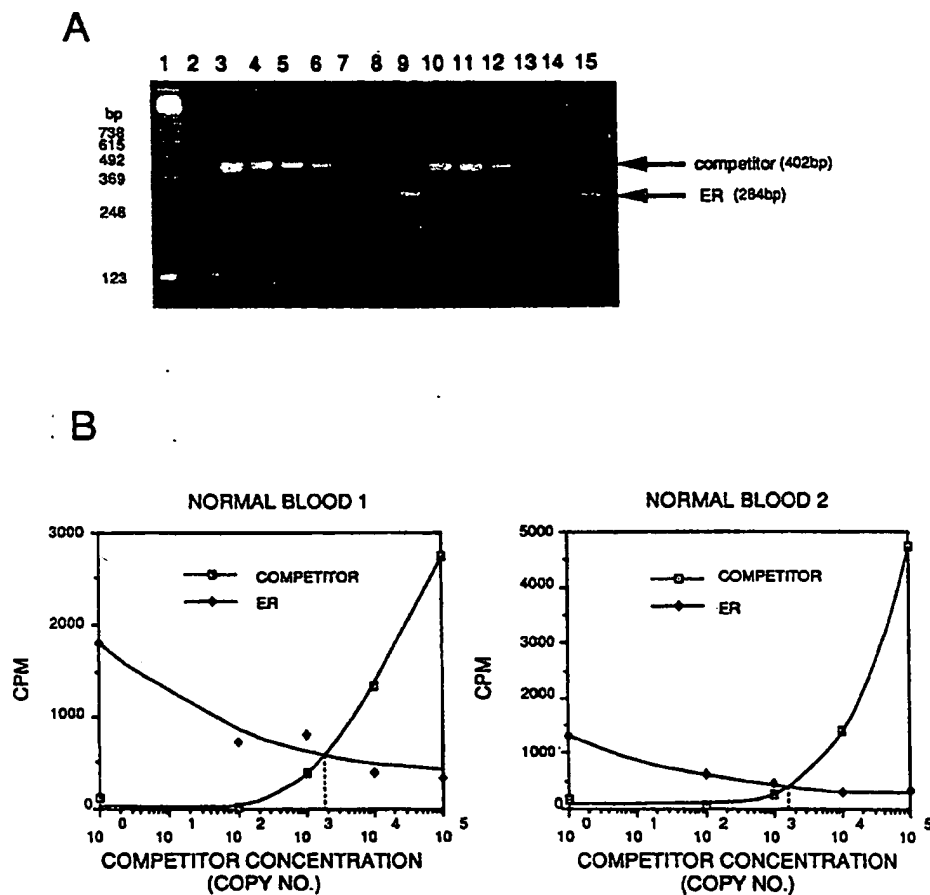 A
1 2 3 4 5 6 7 8 9 10 11 12 13 14 15
bp
738
615
492
369
248
123
competitor (402bp)
ER (284bp)
B
NORMAL BLOOD 1
3000
2000
1000
0
CPM
COMPETITOR
ER
10 0 10 1 10 2 10 3 10 4 10 5
COMPETITOR CONCENTRATION
(COPY NO.)
NORMAL BLOOD 2
5000
4000
3000
2000
1000
0
CPM
COMPETITOR
ER
10 0 10 1 10 2 10 3 10 4 10 5
COMPETITOR CONCENTRATION
(COPY NO.)